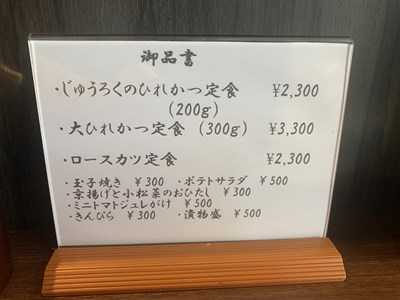 御品書
・じゅうろくのひれかつ定食 ¥2,300
(200g)
・大ひれかつ定食 (300g) ¥3,300
・ロースカツ定食 ¥2,300
・玉子焼き ¥300 ・ポテトサラダ ¥500
・京揚げと小松菜のおひたし ¥300
・ミニトマトジュレがけ ¥500
・きんぴら ¥300 ・漬物盛 ¥500